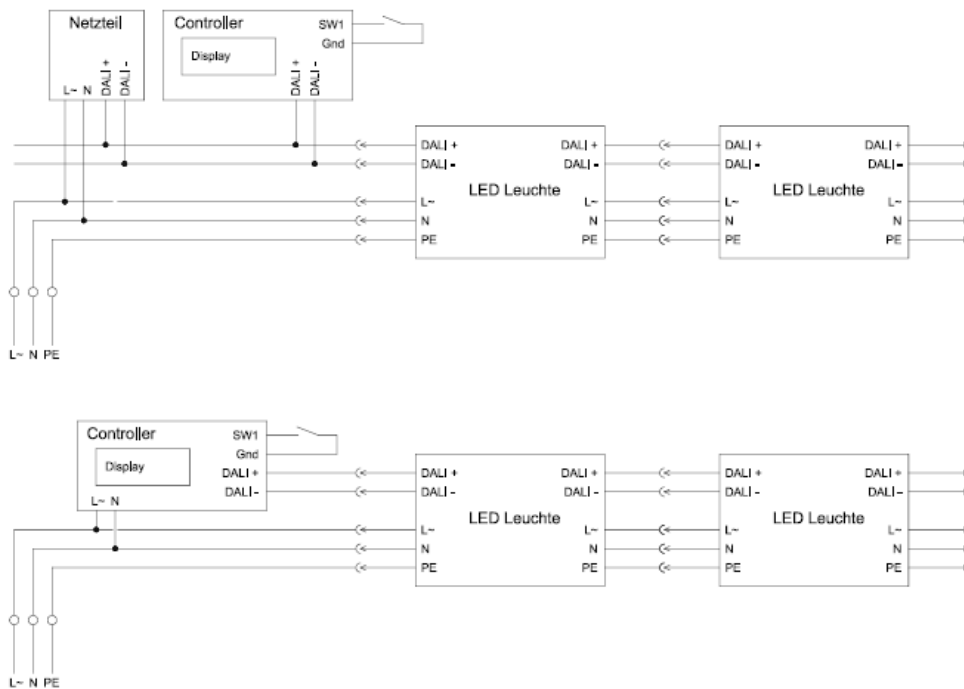 Netzteil
L~ N DALI + DALI -
Controller
Display
SW1
Gnd
DALI + DALI -
DALI + DALI +
DALI - DALI -
LED Leuchte
L~ L~
N N
PE PE
DALI + DALI +
DALI - DALI -
LED Leuchte
L~ L~
N N
PE PE
L~ N PE
Controller
Display
SW1
Gnd
DALI +
DALI -
L~ N
DALI + DALI +
DALI - DALI -
LED Leuchte
L~ L~
N N
PE PE
DALI + DALI +
DALI - DALI -
LED Leuchte
L~ L~
N N
PE PE
L~ N PE